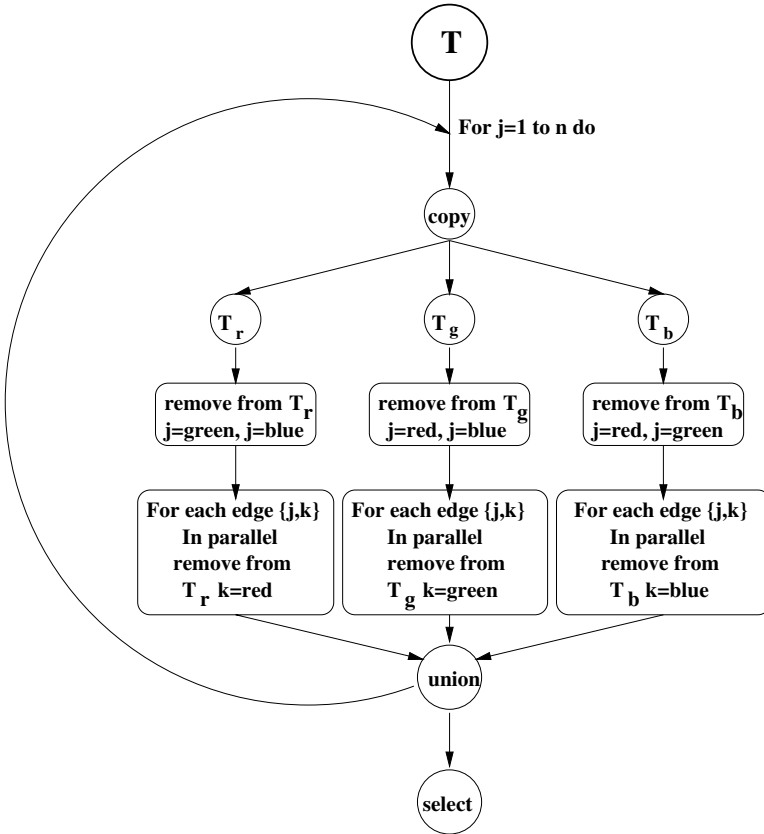 T
For j=1 to n do
copy
T r
T g
T b
remove from T r
j=green, j=blue
remove from T g
j=red, j=blue
remove from T b
j=red, j=green
For each edge {j,k}
In parallel
remove from
T r k=red
For each edge {j,k}
In parallel
remove from
T g k=green
For each edge {j,k}
In parallel
remove from
T b k=blue
union
select